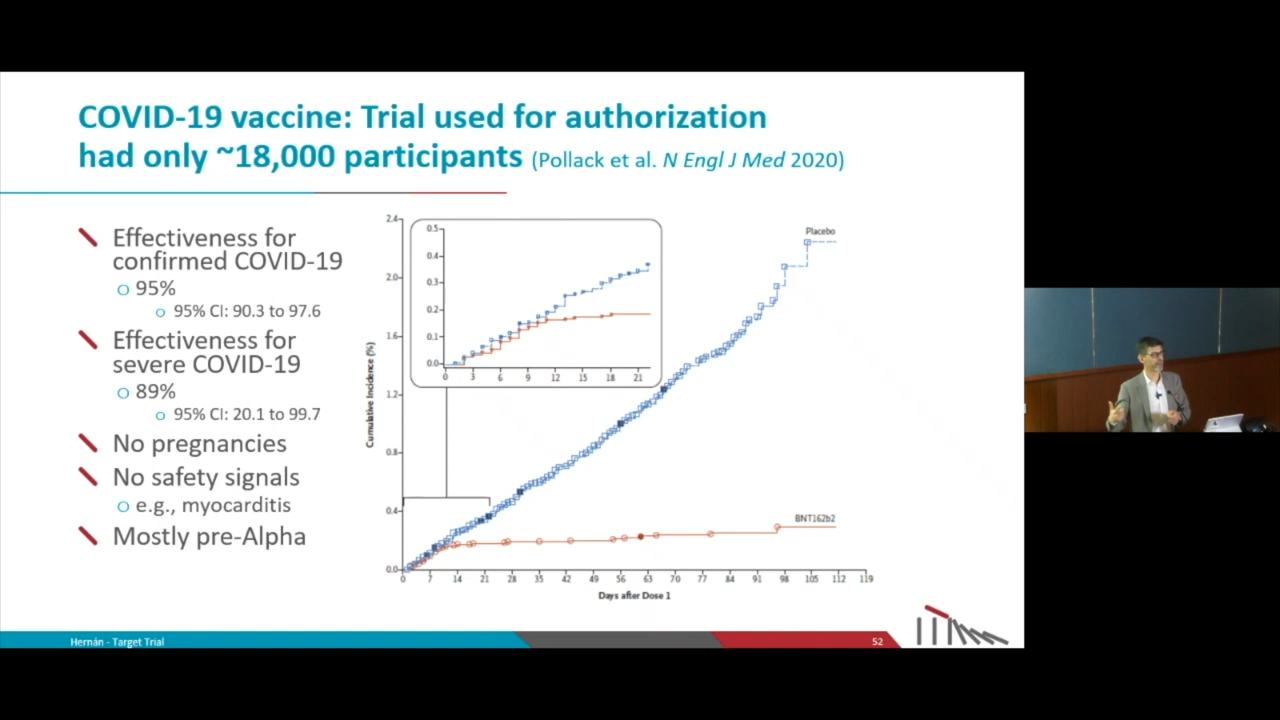 COVID-19 vaccine: Trial used for authorization
had only ~18,000 participants (Pollack et al. N Engl J Med 2020)
Effectiveness for
confirmed COVID-19
95%
95% CI: 90.3 to 97.6
Effectiveness for
severe COVID-19
89%
95% CI: 20.1 to 99.7
No pregnancies
No safety signals
e.g., myocarditis
Mostly pre-Alpha
Cumulative Incidence (%)
2.4
2.0
1.6
1.2
0.8
0.4
0.0
0.5
0.4
0.3
0.2
0.1
0.0
0 3 6 9 12 15 18 21
Placebo
BNT162b2
0 7 14 21 28 35 42 49 56 63 70 77 84 91 98 105 112 119
Days after Dose 1
Hernán - Target Trial
52